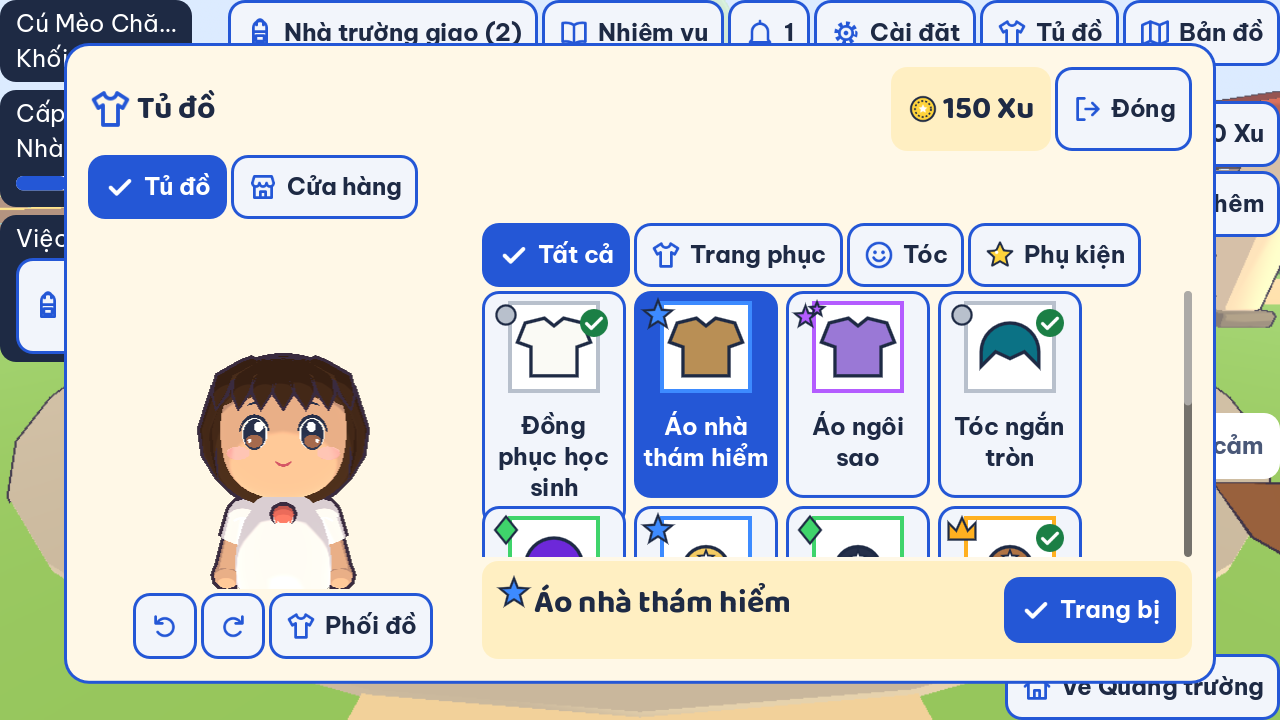 Cú Mèo Chă...
Nhà trường giao (2)
Nhiêm vu
1
Cài đặt
Tủ đồ
Bản đồ
Khối
Cấp
Nhà
Việc
Tủ đồ
150 Xu
Đóng
0 Xu
Tủ đồ
Cửa hàng
Tất cả
Trang phục
Tóc
Phụ kiện
Đồng
phục học
sinh
Áo nhà
thám hiểm
Áo ngôi
sao
Tóc ngắn
tròn
cảm
Áo nhà thám hiểm
Trang bị
Phối đồ
Về Quảng trường